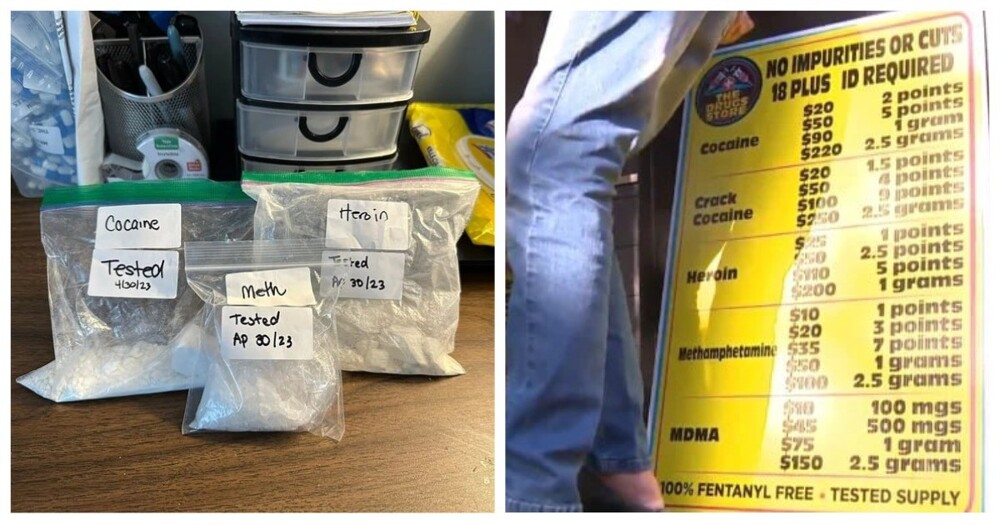 Cocaine
Tested
4/30/23
Meth
Tested
AP 30/23
Heroin
Tested
30/23
THE DRUGS STORE
NO IMPURITIES OR CUTS
18 PLUS ID REQUIRED
Cocaine
$20 2 points
$50 5 points
$90 1 gram
$220 2.5 grams
Crack Cocaine
$20 1.5 points
$50 4 points
$100 9 points
$250 2.5 grams
Heroin
$25 1 points
$50 2.5 points
$110 5 points
$200 1 grams
Methamphetamine
$10 1 points
$20 3 points
$35 7 points
$50 1 grams
$100 2.5 grams
MDMA
$10 100 mgs
$45 500 mgs
$75 1 gram
$150 2.5 grams
100% FENTANYL FREE • TESTED SUPPLY